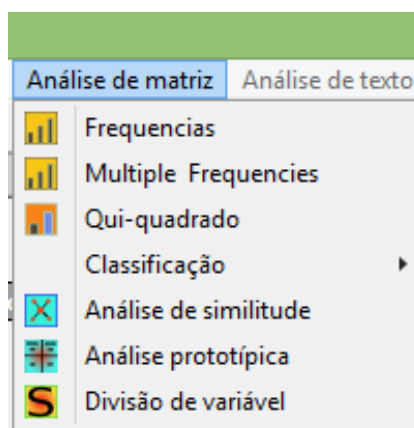 Análise de matriz Análise de texto
Frequencias
Multiple Frequencies
Qui-quadrado
Classificação
Análise de similitude
Análise prototípica
Divisão de variável